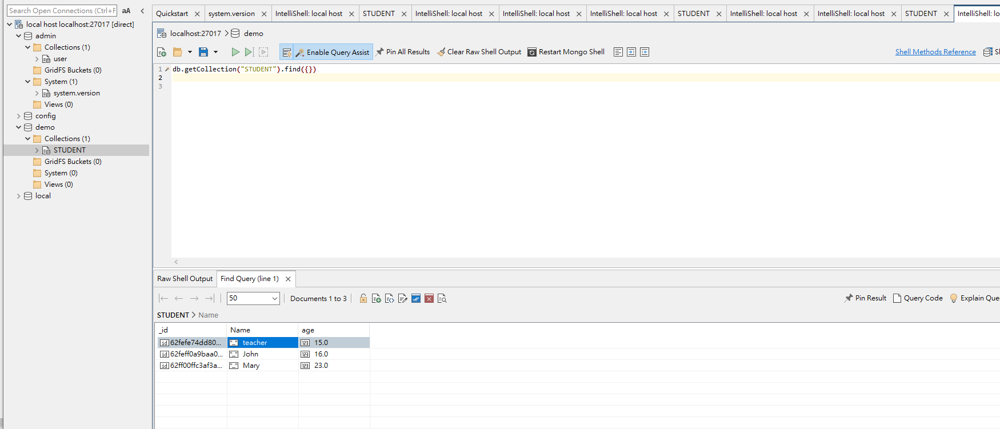 Search Open Connections (Ctrl+F aA
local host localhost:27017 [direct]
admin
Collections (1)
user
GridFS Buckets (0)
System (1)
system.version
Views (0)
config
demo
Collections (1)
STUDENT
GridFS Buckets (0)
System (0)
Views (0)
local
Quickstart system.version IntelliShell: local host STUDENT IntelliShell: local host IntelliShell: local host IntelliShell: local host STUDENT IntelliShell: local host IntelliShell: local host STUDENT IntelliShell: lo
localhost:27017 demo
Enable Query Assist Pin All Results Clear Raw Shell Output Restart Mongo Shell Shell Methods Reference
1 db.getCollection("STUDENT").find({})
2
3
Raw Shell Output Find Query (line 1)
50 Documents 1 to 3 Pin Result Query Code Explain Que
STUDENT > Name
_id Name age
62fefe74dd80... teacher 15.0
62feff0a9baa0... John 16.0
62ff00ffc3af3a... Mary 23.0